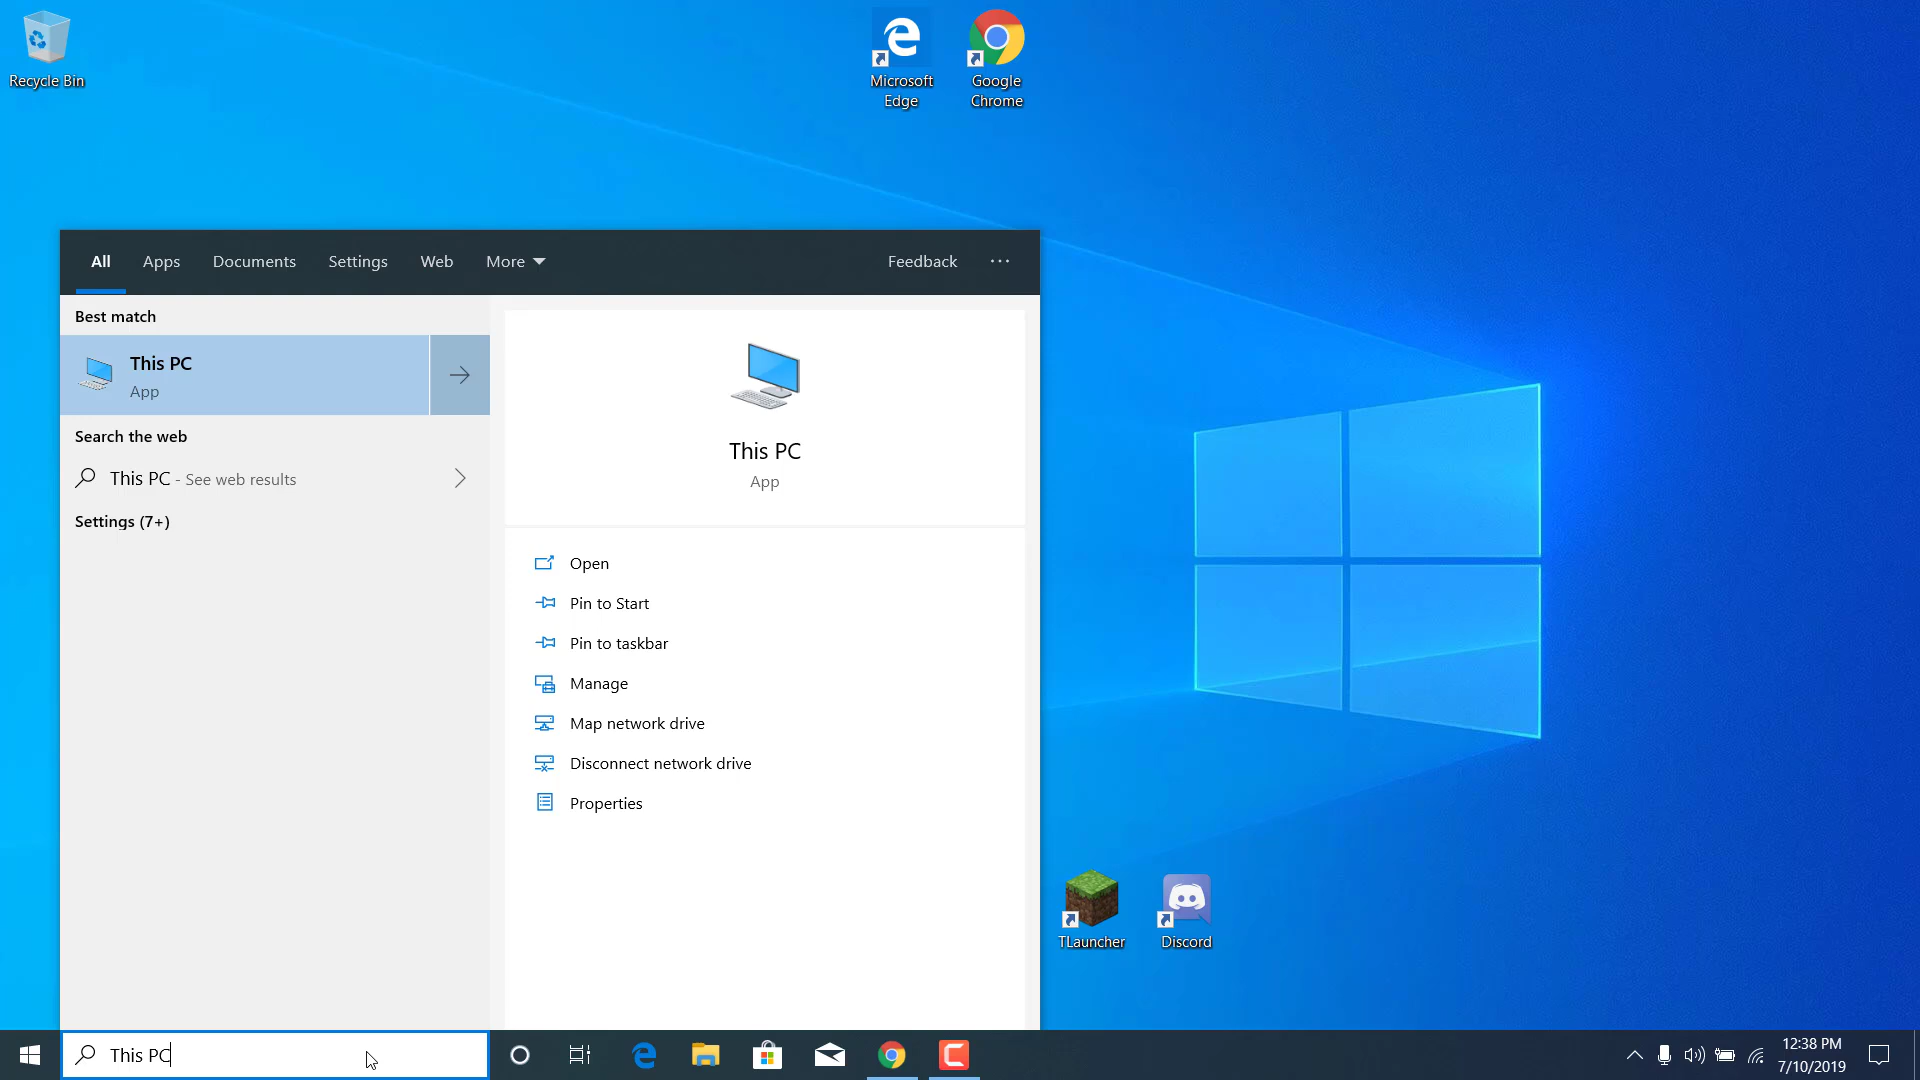 Recycle Bin
Microsoft
Edge
Google
Chrome
All
Apps
Documents
Settings
Web
More
Feedback
Best match
This PC
App
Search the web
This PC - See web results
Settings (7+)
This PC
App
Open
Pin to Start
Pin to taskbar
Manage
Map network drive
Disconnect network drive
Properties
TLauncher
Discord
This PC
12:38 PM
7/10/2019